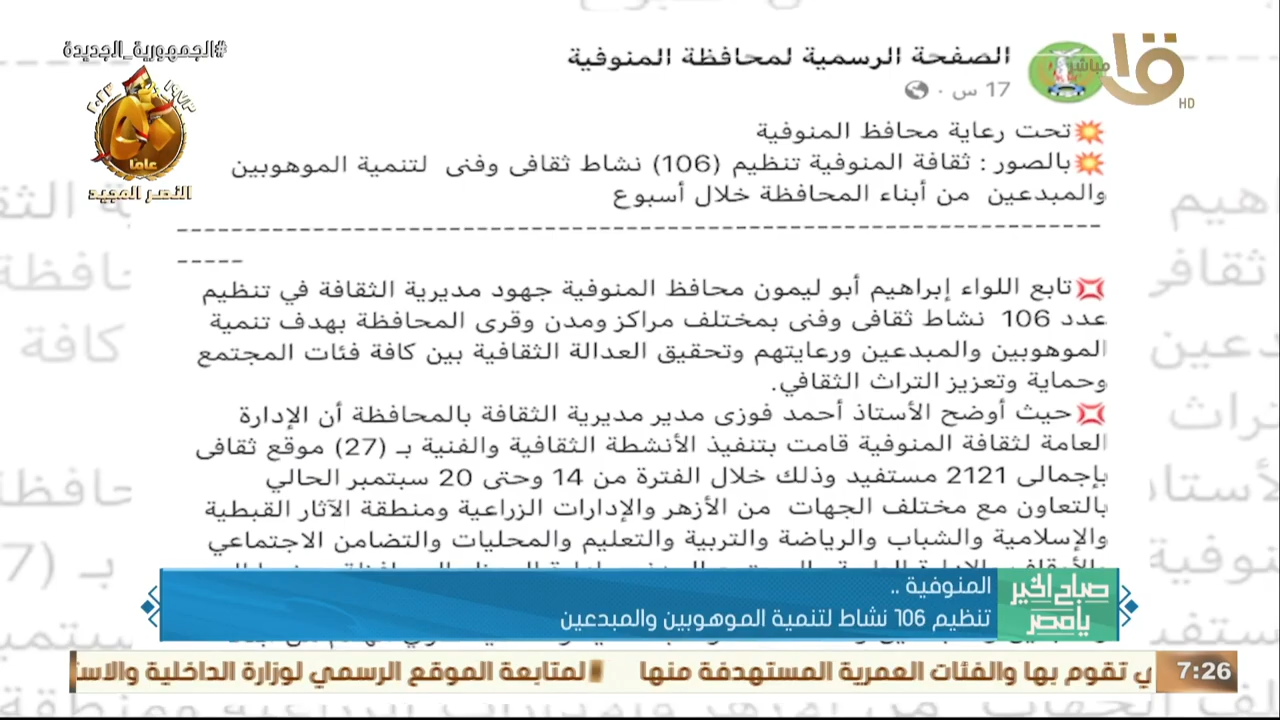 #الجمهورية_الجديدة
١٩٧٣
٢٠٢٣
عامًا
النصر المجيد
مباشر
HD
الصفحة الرسمية لمحافظة المنوفية
17 س ·
تحت رعاية محافظ المنوفية
بالصور : ثقافة المنوفية تنظيم (106) نشاط ثقافى وفنى لتنمية الموهوبين
والمبدعين من أبناء المحافظة خلال أسبوع
--------------------------------------------------------------------
-----
تابع اللواء إبراهيم أبو ليمون محافظ المنوفية جهود مديرية الثقافة في تنظيم
عدد 106 نشاط ثقافى وفنى بمختلف مراكز ومدن وقرى المحافظة بهدف تنمية
الموهوبين والمبدعين ورعايتهم وتحقيق العدالة الثقافية بين كافة فئات المجتمع
وحماية وتعزيز التراث الثقافي.
حيث أوضح الأستاذ أحمد فوزى مدير مديرية الثقافة بالمحافظة أن الإدارة
العامة لثقافة المنوفية قامت بتنفيذ الأنشطة الثقافية والفنية بـ (27) موقع ثقافى
بإجمالى 2121 مستفيد وذلك خلال الفترة من 14 وحتى 20 سبتمبر الحالي
بالتعاون مع مختلف الجهات من الأزهر والإدارات الزراعية ومنطقة الآثار القبطية
والإسلامية والشباب والرياضة والتربية والتعليم والمحليات والتضامن الاجتماعي
صباح الخير
يا مصر
المنوفية ..
تنظيم 106 نشاط لتنمية الموهوبين والمبدعين
7:26
ي تقوم بها والفئات العمرية المستهدفة منها
لمتابعة الموقع الرسمي لوزارة الداخلية والاس